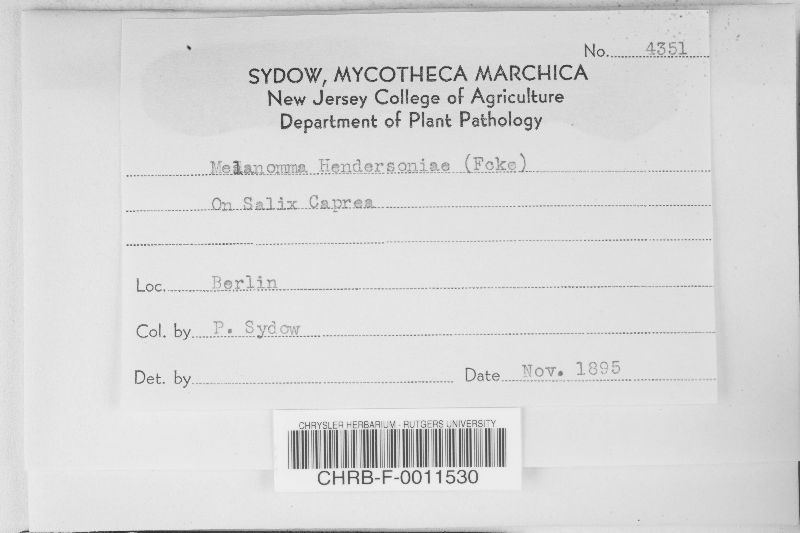 No. 4351
SYDOW, MYCOTHECA MARCHICA
New Jersey College of Agriculture
Department of Plant Pathology
Melanomma Hendersoniae (Fcke)
On Salix Caprea
Loc. Berlin
Col. by P. Sydow
Det. by
Date Nov. 1895
CHRYSLER HERBARIUM - RUTGERS UNIVERSITY
CHRB-F-0011530